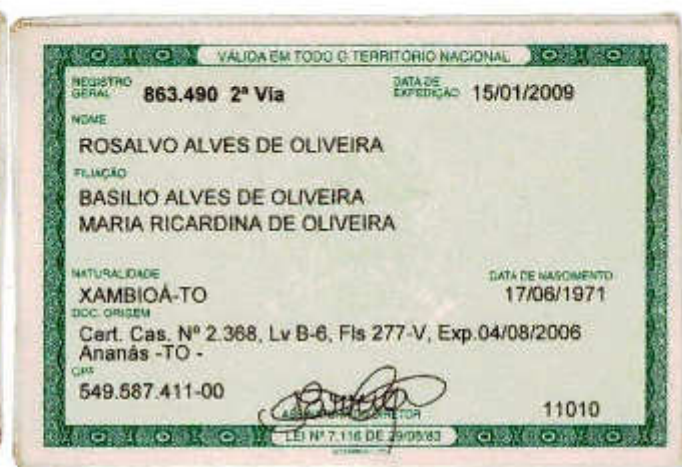 VÁLIDA EM TODO O TERRITÓRIO NACIONAL
REGISTRO GERAL 863.490 2ª Via DATA DE EXPEDIÇÃO 15/01/2009
NOME
ROSALVO ALVES DE OLIVEIRA
FILIAÇÃO
BASILIO ALVES DE OLIVEIRA
MARIA RICARDINA DE OLIVEIRA
NATURALIDADE DATA DE NASCIMENTO
XAMBIOÁ-TO 17/06/1971
DOC. ORIGEM
Cert. Cas. Nº 2.368, Lv B-6, Fls 277-V, Exp.04/08/2006
Ananás -TO -
CPF
549.587.411-00
11010
LEI Nº 7.116 DE 29/08/83